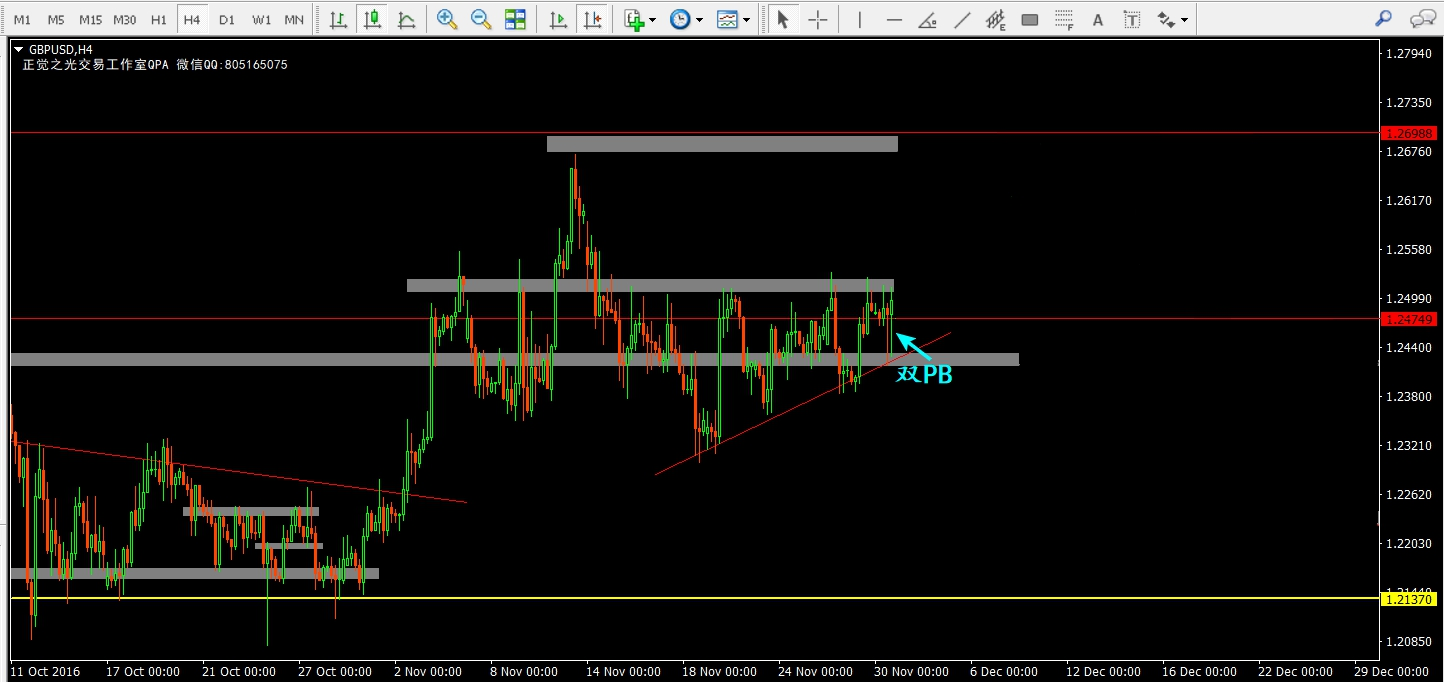 M1 M5 M15 M30 H1 H4 D1 W1 MN
E F A T
GBPUSD,H4
正觉之光交易工作室QPA 微信QQ:805165075
1.27940
1.27350
1.26988
1.26760
1.26170
1.25580
1.24990
1.24749
1.24400
双PB
1.23800
1.23210
1.22620
1.22030
1.21440
1.21370
1.20850
11 Oct 2016 17 Oct 00:00 21 Oct 00:00 27 Oct 00:00 2 Nov 00:00 8 Nov 00:00 14 Nov 00:00 18 Nov 00:00 24 Nov 00:00 30 Nov 00:00 6 Dec 00:00 12 Dec 00:00 16 Dec 00:00 22 Dec 00:00 29 Dec 00:00